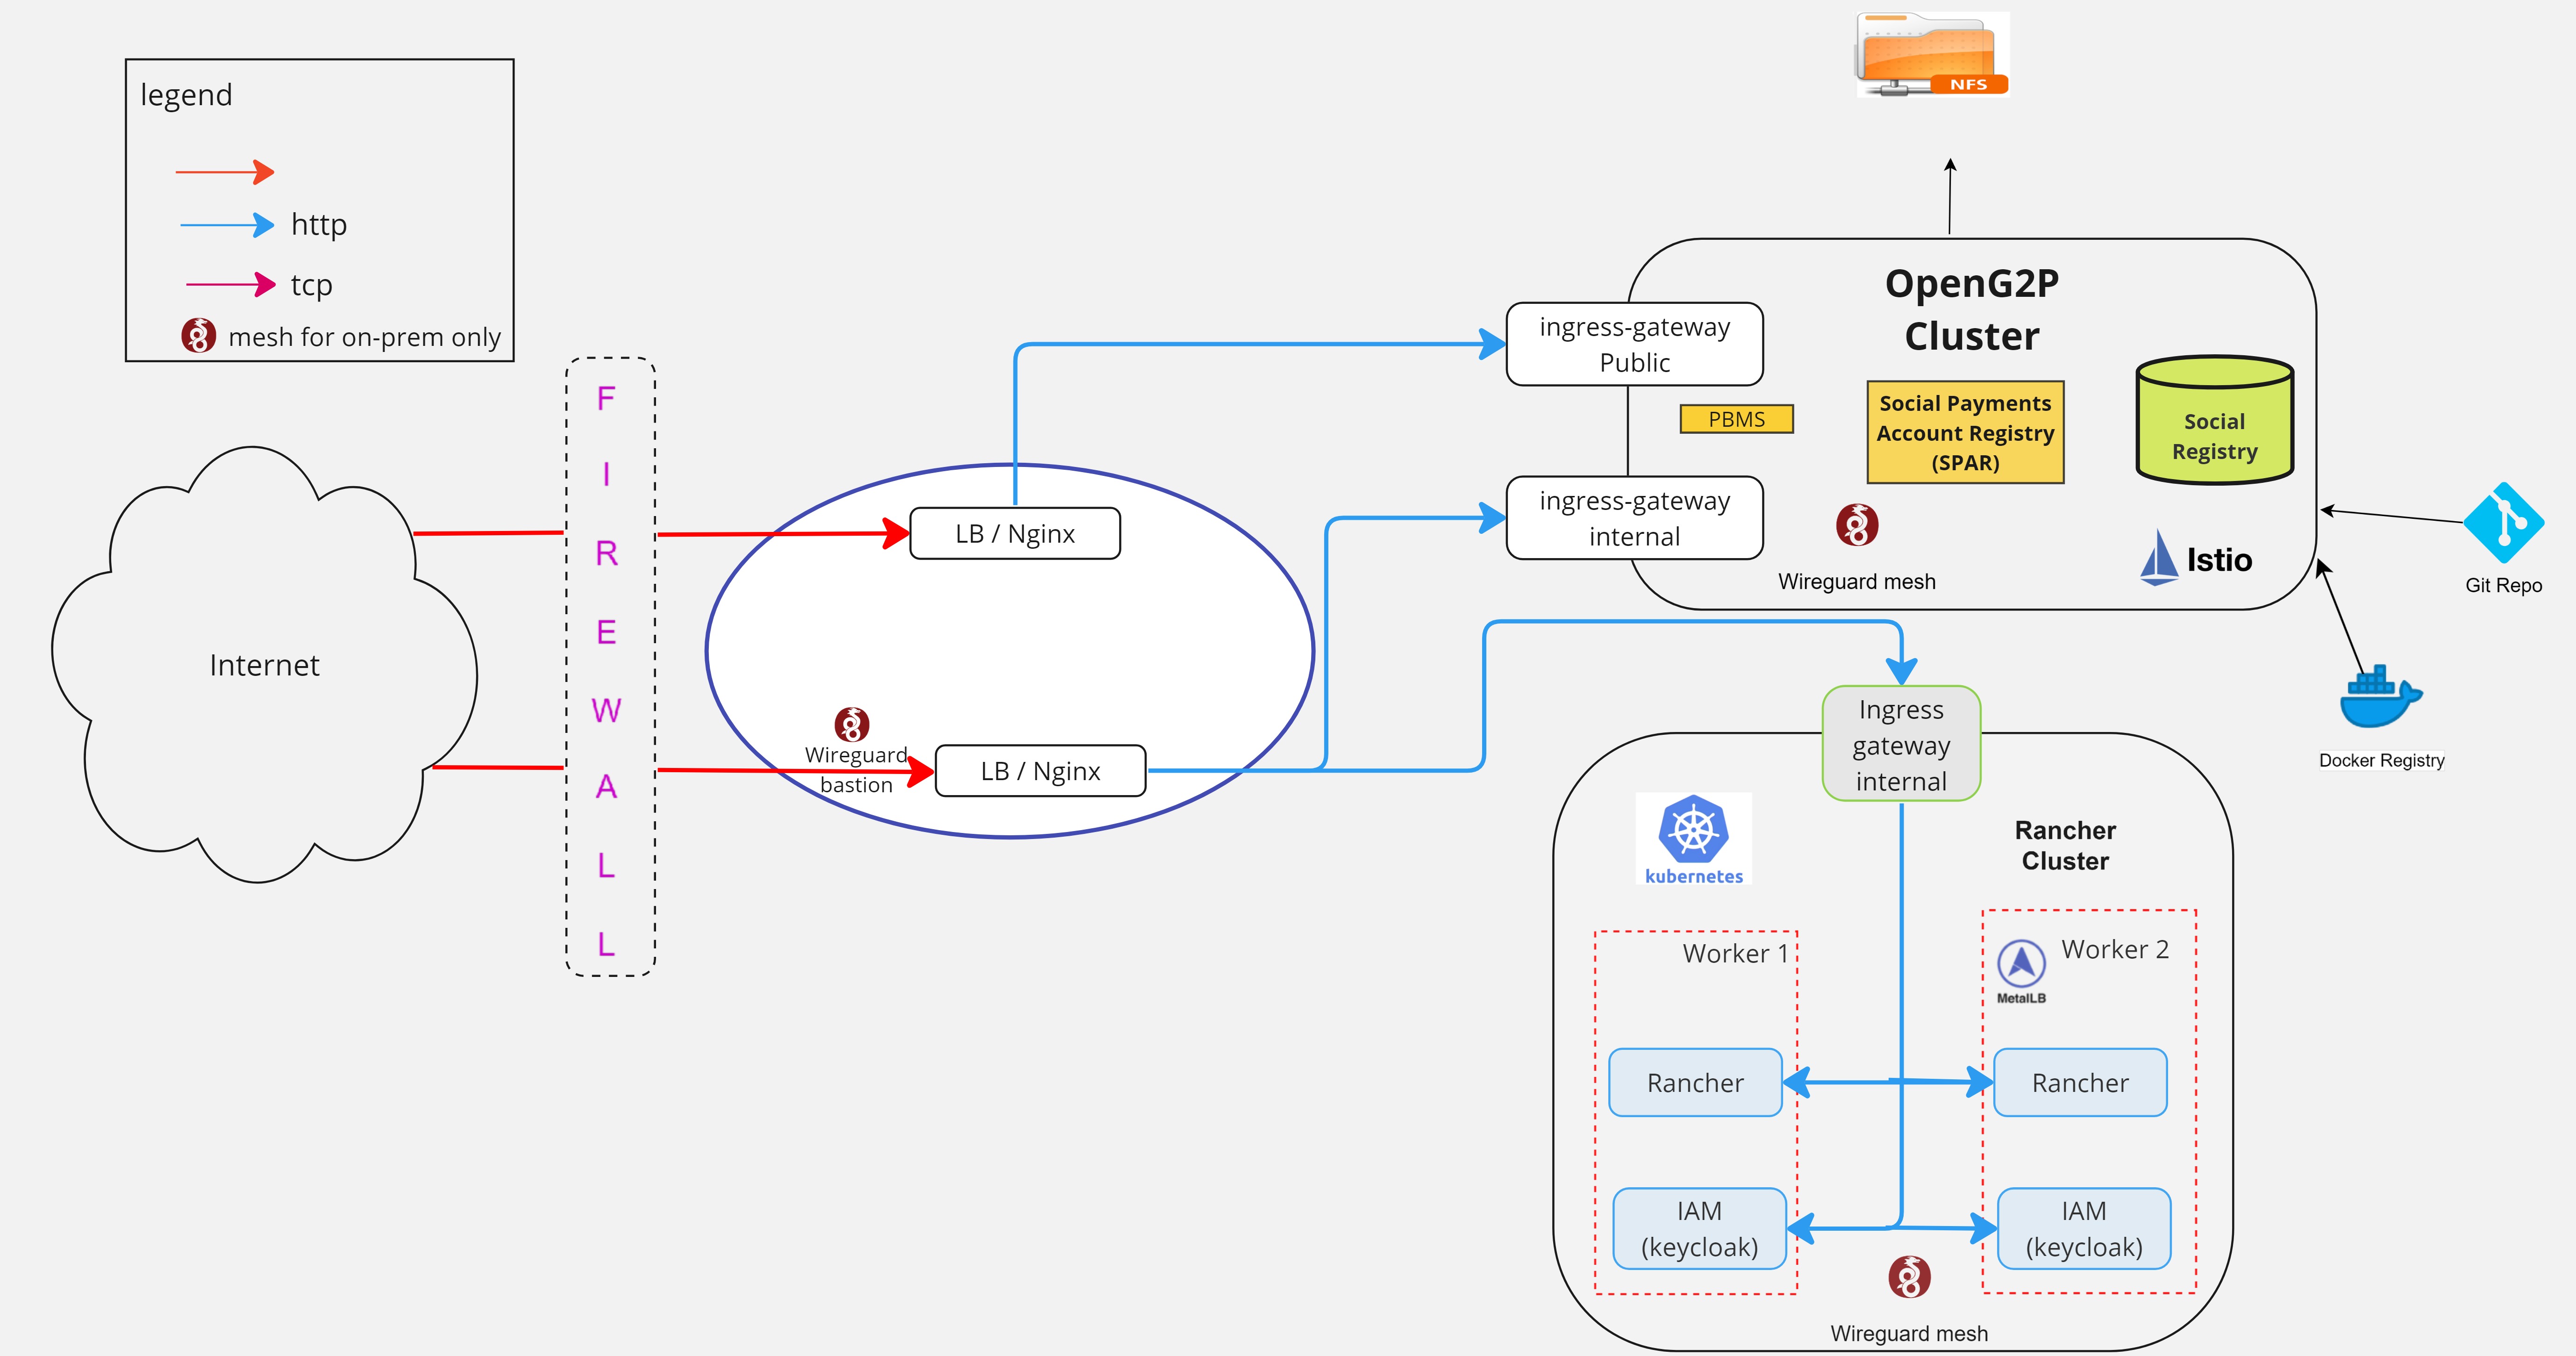 NFS
legend
http
tcp
mesh for on-prem only
F
I
R
E
W
A
L
L
Internet
LB / Nginx
Wireguard
bastion
LB / Nginx
ingress-gateway
Public
ingress-gateway
internal
OpenG2P
Cluster
PBMS
Social Payments
Account Registry
(SPAR)
Social
Registry
Wireguard mesh
Istio
Git Repo
Docker Registry
Ingress
gateway
internal
kubernetes
Rancher
Cluster
Worker 1
Worker 2
MetalLB
Rancher
Rancher
IAM
(keycloak)
IAM
(keycloak)
Wireguard mesh